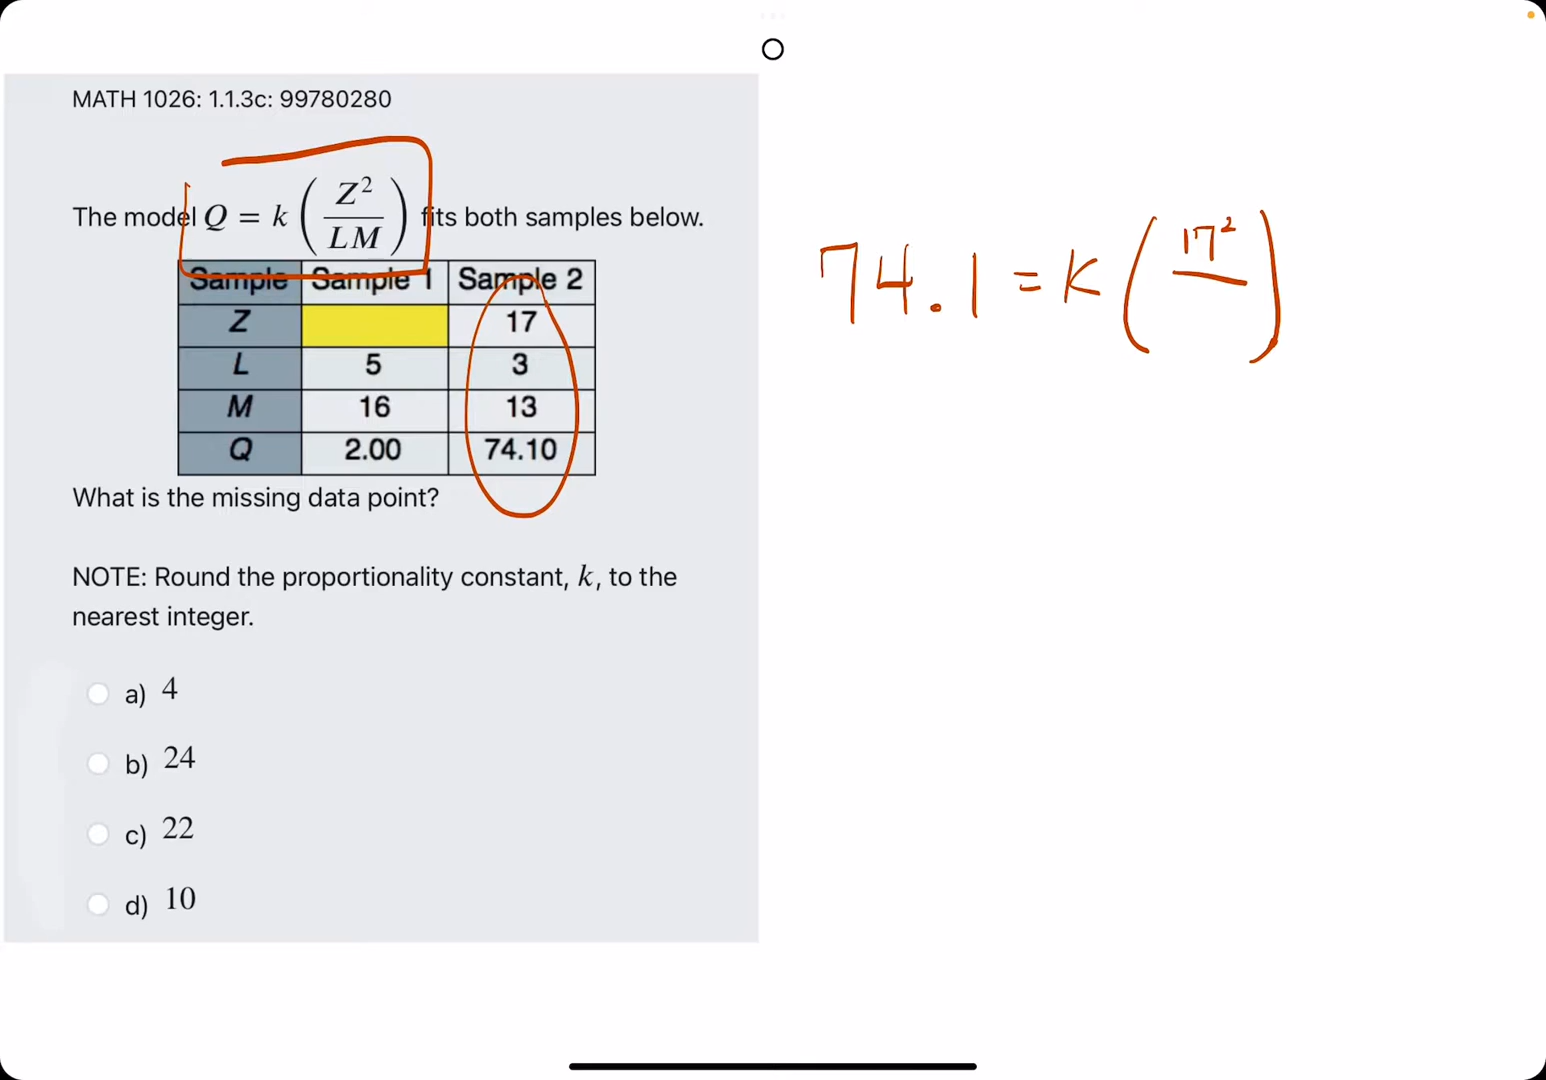 MATH 1026: 1.1.3c: 99780280
The model Q = k ( Z² / LM ) fits both samples below.
Sample Sample 1 Sample 2
Z 17
L 5 3
M 16 13
Q 2.00 74.10
What is the missing data point?
NOTE: Round the proportionality constant, k, to the
nearest integer.
a) 4
b) 24
c) 22
d) 10
74.1 = k ( 17² / )